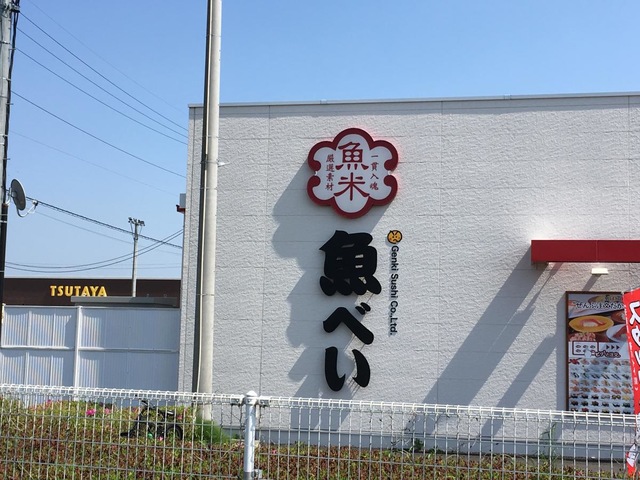 一貫入魂
魚米
厳選素材
魚べい
Genki Sushi Co.,Ltd.
TSUTAYA